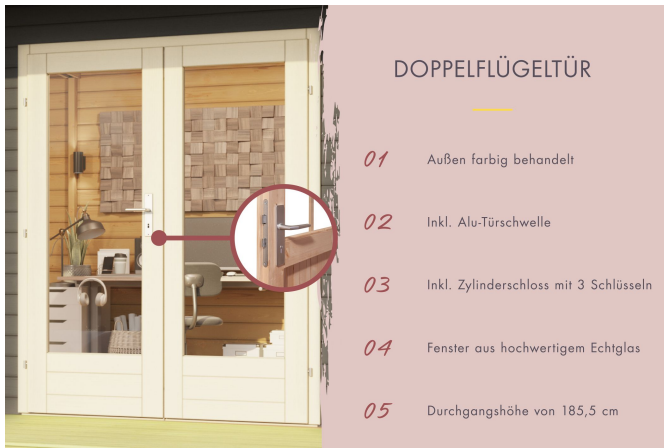 DOPPELFLÜGELTÜR
01 Außen farbig behandelt
02 Inkl. Alu-Türschwelle
03 Inkl. Zylinderschloss mit 3 Schlüsseln
04 Fenster aus hochwertigem Echtglas
05 Durchgangshöhe von 185,5 cm